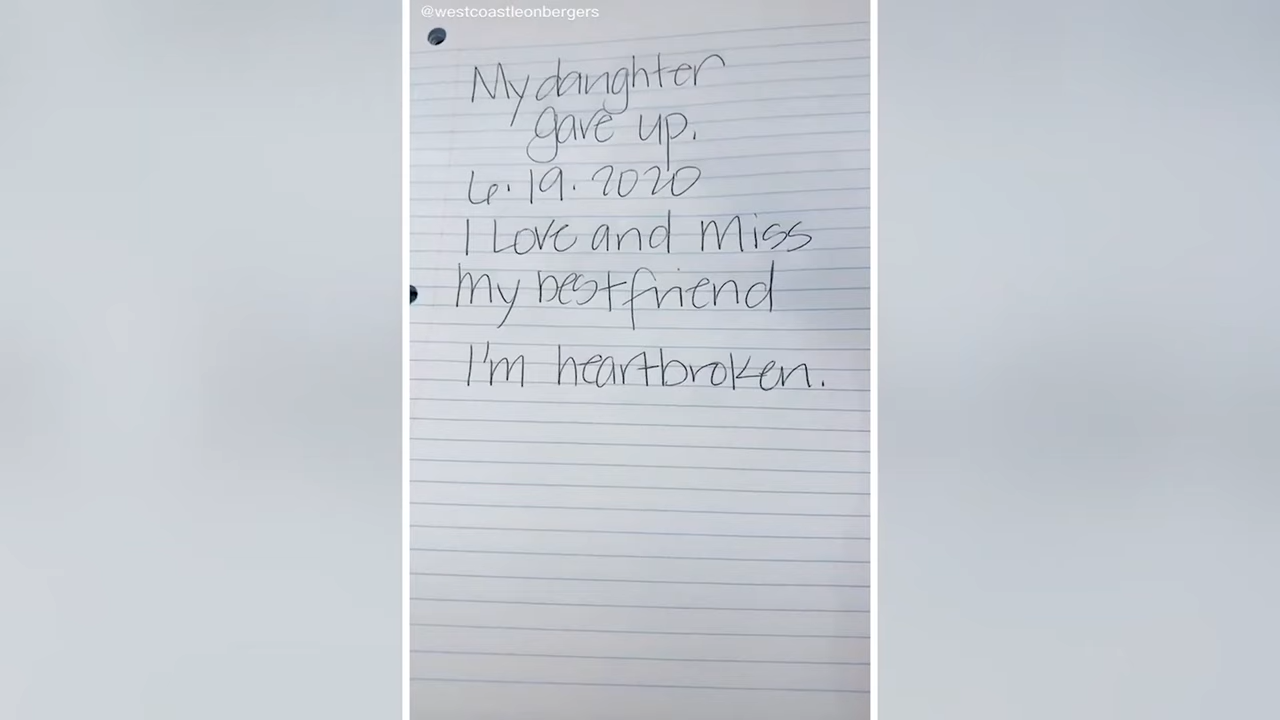 @westcoastleonbergers
My daughter
gave up.
6.19.2020
I Love and miss
my bestfriend
I'm heartbroken.